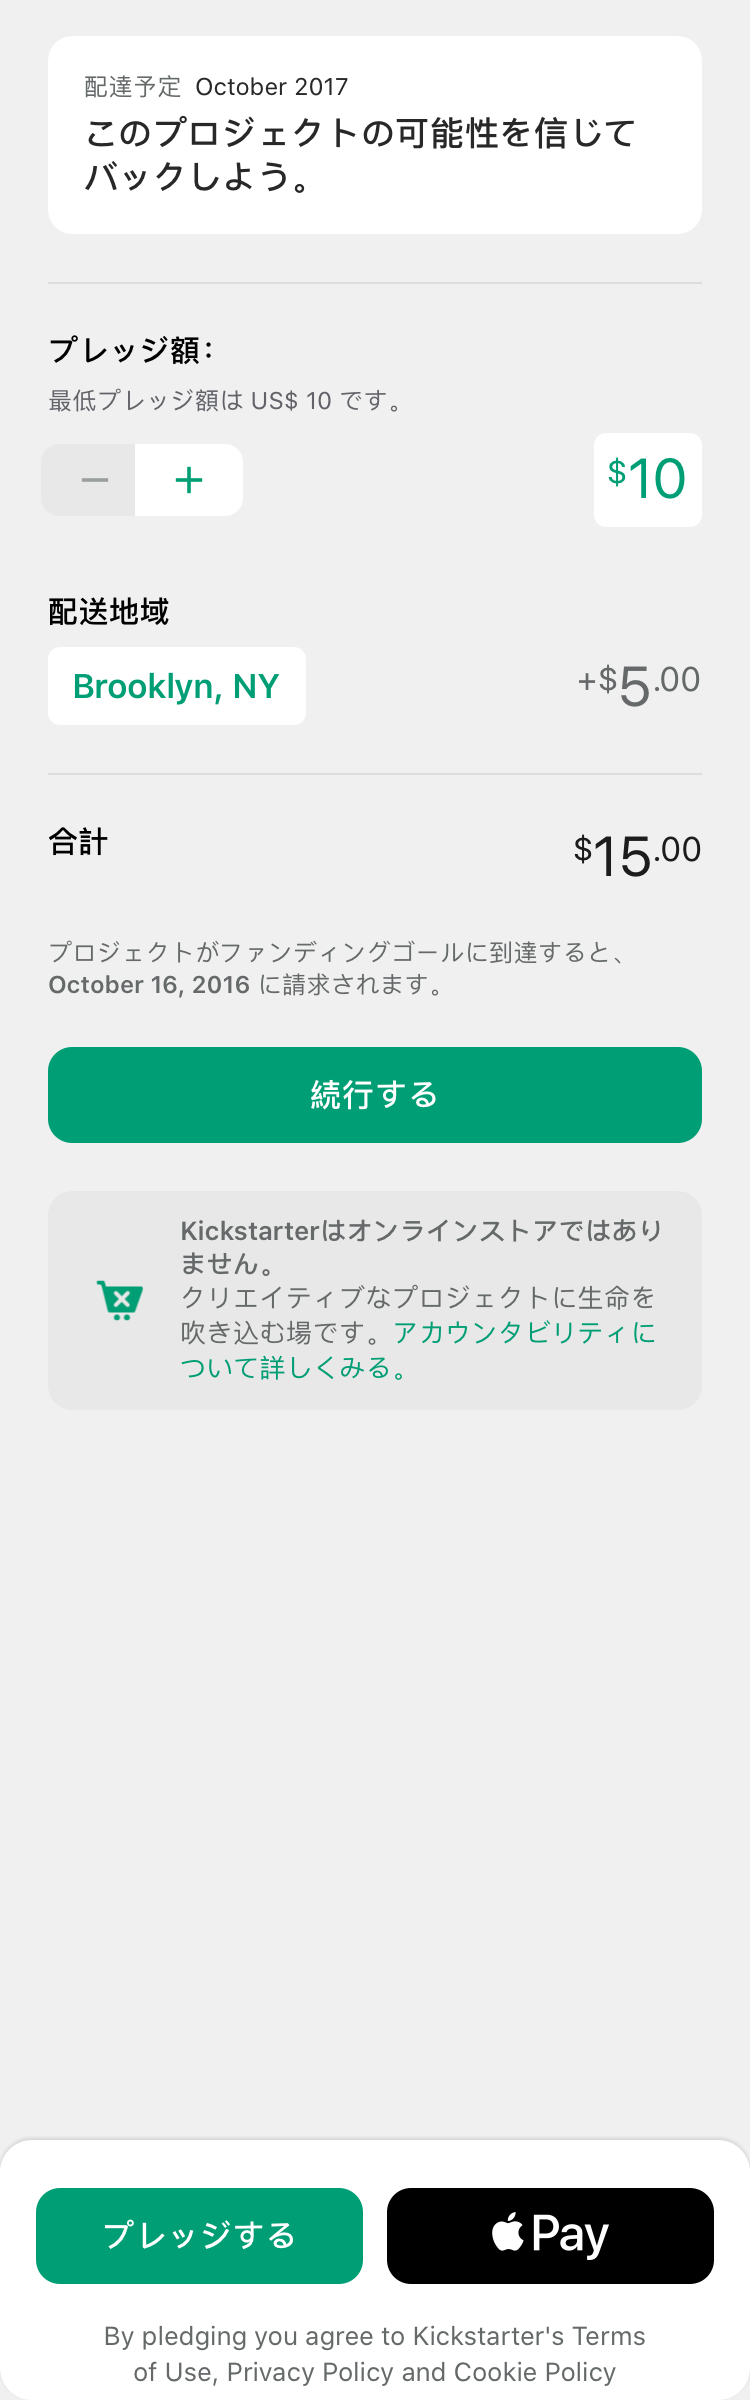 配達予定 October 2017
このプロジェクトの可能性を信じて
バックしよう。
プレッジ額:
最低プレッジ額は US$ 10 です。
− +
$10
配送地域
Brooklyn, NY
+$5.00
合計
$15.00
プロジェクトがファンディングゴールに到達すると、
October 16, 2016 に請求されます。
続行する
Kickstarterはオンラインストアではあり
ません。
クリエイティブなプロジェクトに生命を
吹き込む場です。アカウンタビリティに
ついて詳しくみる。
プレッジする
Pay
By pledging you agree to Kickstarter's Terms
of Use, Privacy Policy and Cookie Policy